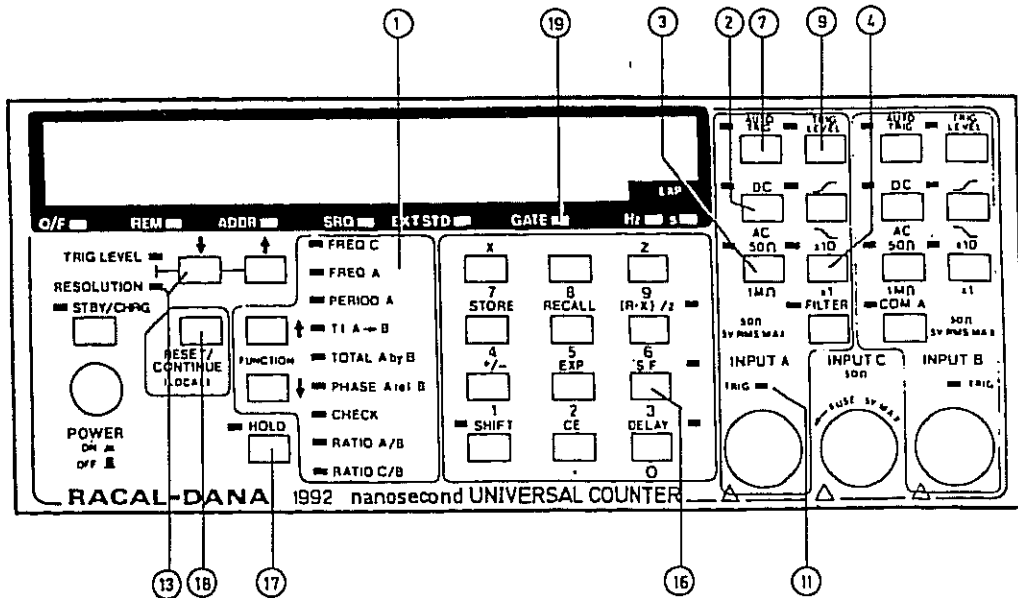 1 19 3 2 7 9 4
AUTO TRIG TRIG LEVEL AUTO TRIG TRIG LEVEL
EXP
O/F REM ADDR SRQ EXT STD GATE Hz s
DC DC
AC AC
50Ω x10 50Ω x10
1MΩ x1 1MΩ x1
FILTER COM A
50Ω
5V RMS MAX
50Ω
5V RMS MAX
INPUT A INPUT C INPUT B
50Ω
TRIG TRIG
FUSE 5V MAX
TRIG LEVEL
RESOLUTION
STBY/CHRG
RESET/
CONTINUE
(LOCAL)
POWER
ON
OFF
FREQ C
FREQ A
PERIOD A
T I A → B
TOTAL A by B
PHASE A rel B
CHECK
RATIO A/B
RATIO C/B
FUNCTION
HOLD
X Z
7 8 9
STORE RECALL (R-X)/Z
4 5 6
+/- EXP S F
1 2 3
SHIFT CE DELAY
. 0
RACAL-DANA 1992 nanosecond UNIVERSAL COUNTER
13 18 17 16 11